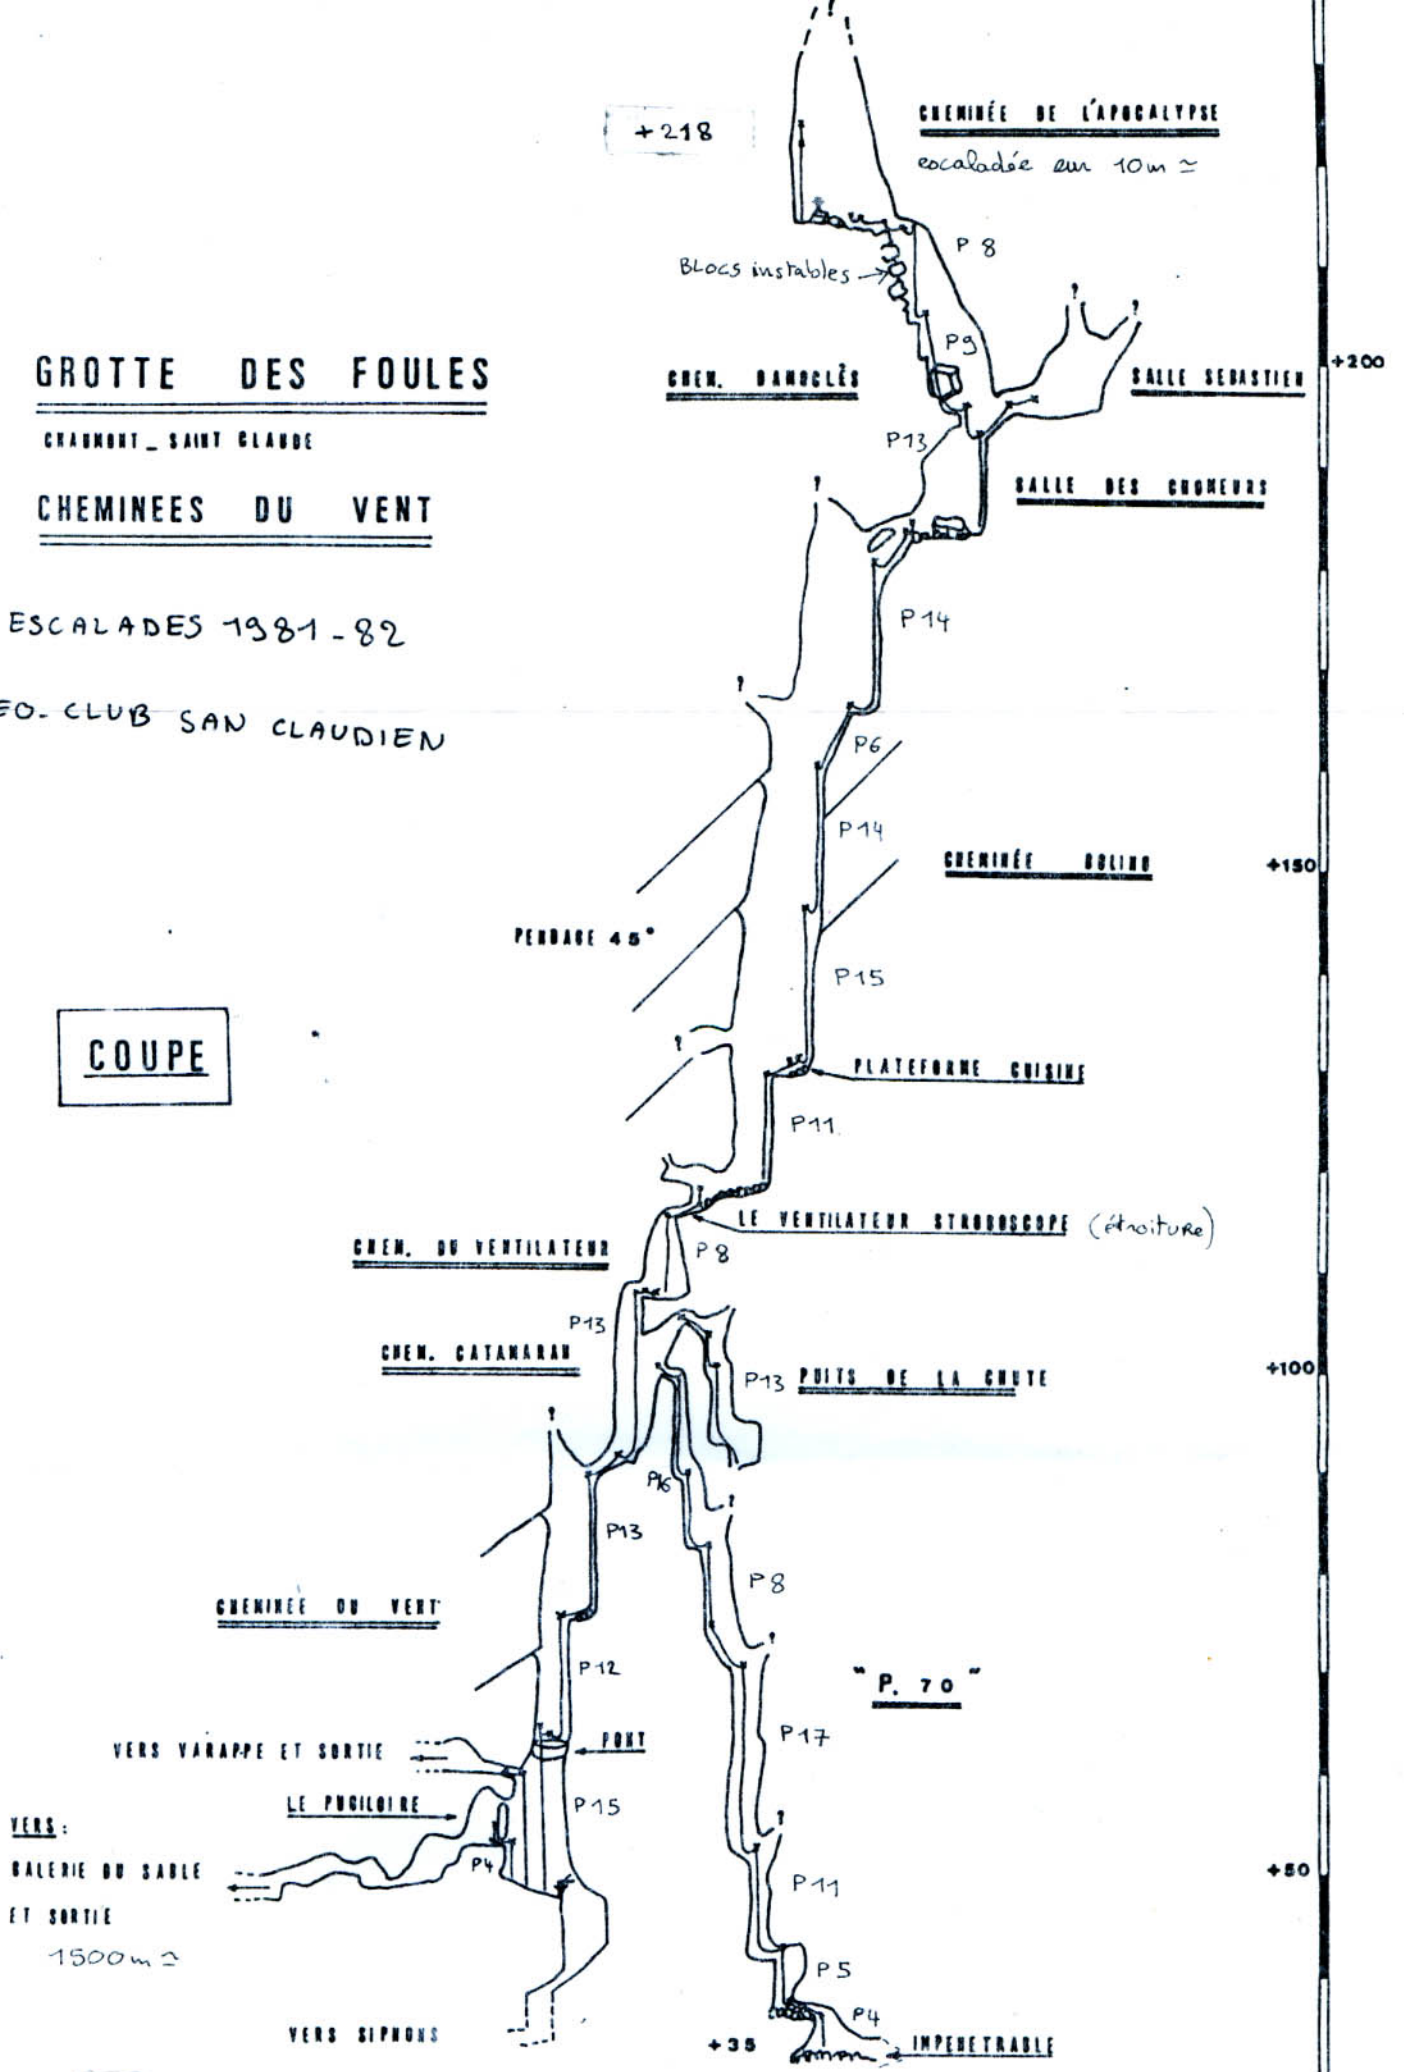 ?
CHEMINÉE DE L'APOCALYPSE
+218
escaladée sur 10m ≃
P 8
BLOCS instables
?
?
P9
+200
GROTTE DES FOULES
CHEM. DAMOCLÈS
SALLE SEBASTIEN
CHAUMONT_SAINT CLAUDE
P13
?
SALLE DES CHOMEURS
CHEMINEES DU VENT
P14
ESCALADES 1981-82
?
EO-CLUB SAN CLAUDIEN
P6
P14
CHEMINÉE
+150
PENDAGE 45°
P15
?
COUPE
PLATEFORME CUISINE
P11
LE VENTILATEUR STROBOSCOPE (étroiture)
CHEM. DU VENTILATEUR
P8
P13
CHEM. CATAMARAN
P13
PUITS DE LA CHUTE
+100
?
P16
?
P13
P8
CHEMINÉE DU VENT
?
P12
"P. 70"
VERS VARAPPE ET SORTIE
PONT
P17
LE PUGILOIRE
P15
?
VERS:
P4
GALERIE DU SABLE
P11
+50
ET SORTIE
1500m ≃
P5
P4
VERS SIPHONS
+35
IMPENETRABLE